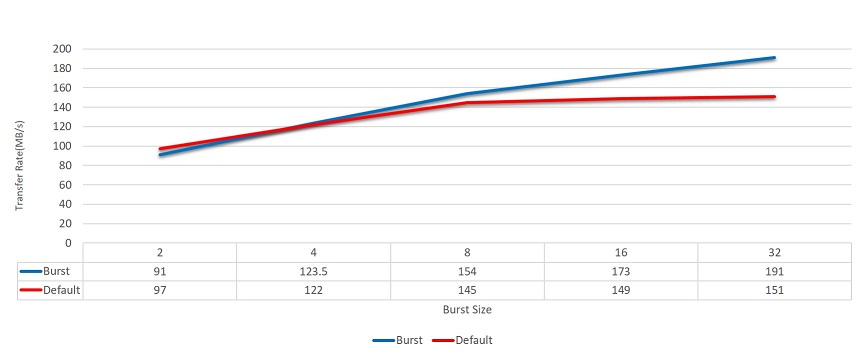 200
180
160
140
120
100
80
60
40
20
0
Transfer Rate(MB/s)
2 4 8 16 32
Burst 91 123.5 154 173 191
Default 97 122 145 149 151
Burst Size
Burst Default